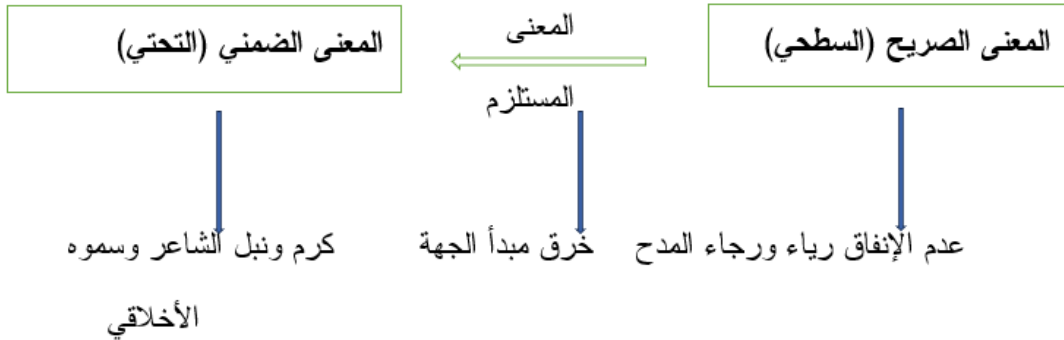 المعنى الصريح (السطحي)
المعنى
المستلزم
المعنى الضمني (التحتي)
عدم الإنفاق رياء ورجاء المدح
خرق مبدأ الجهة
كرم ونبل الشاعر وسموه
الأخلاقي